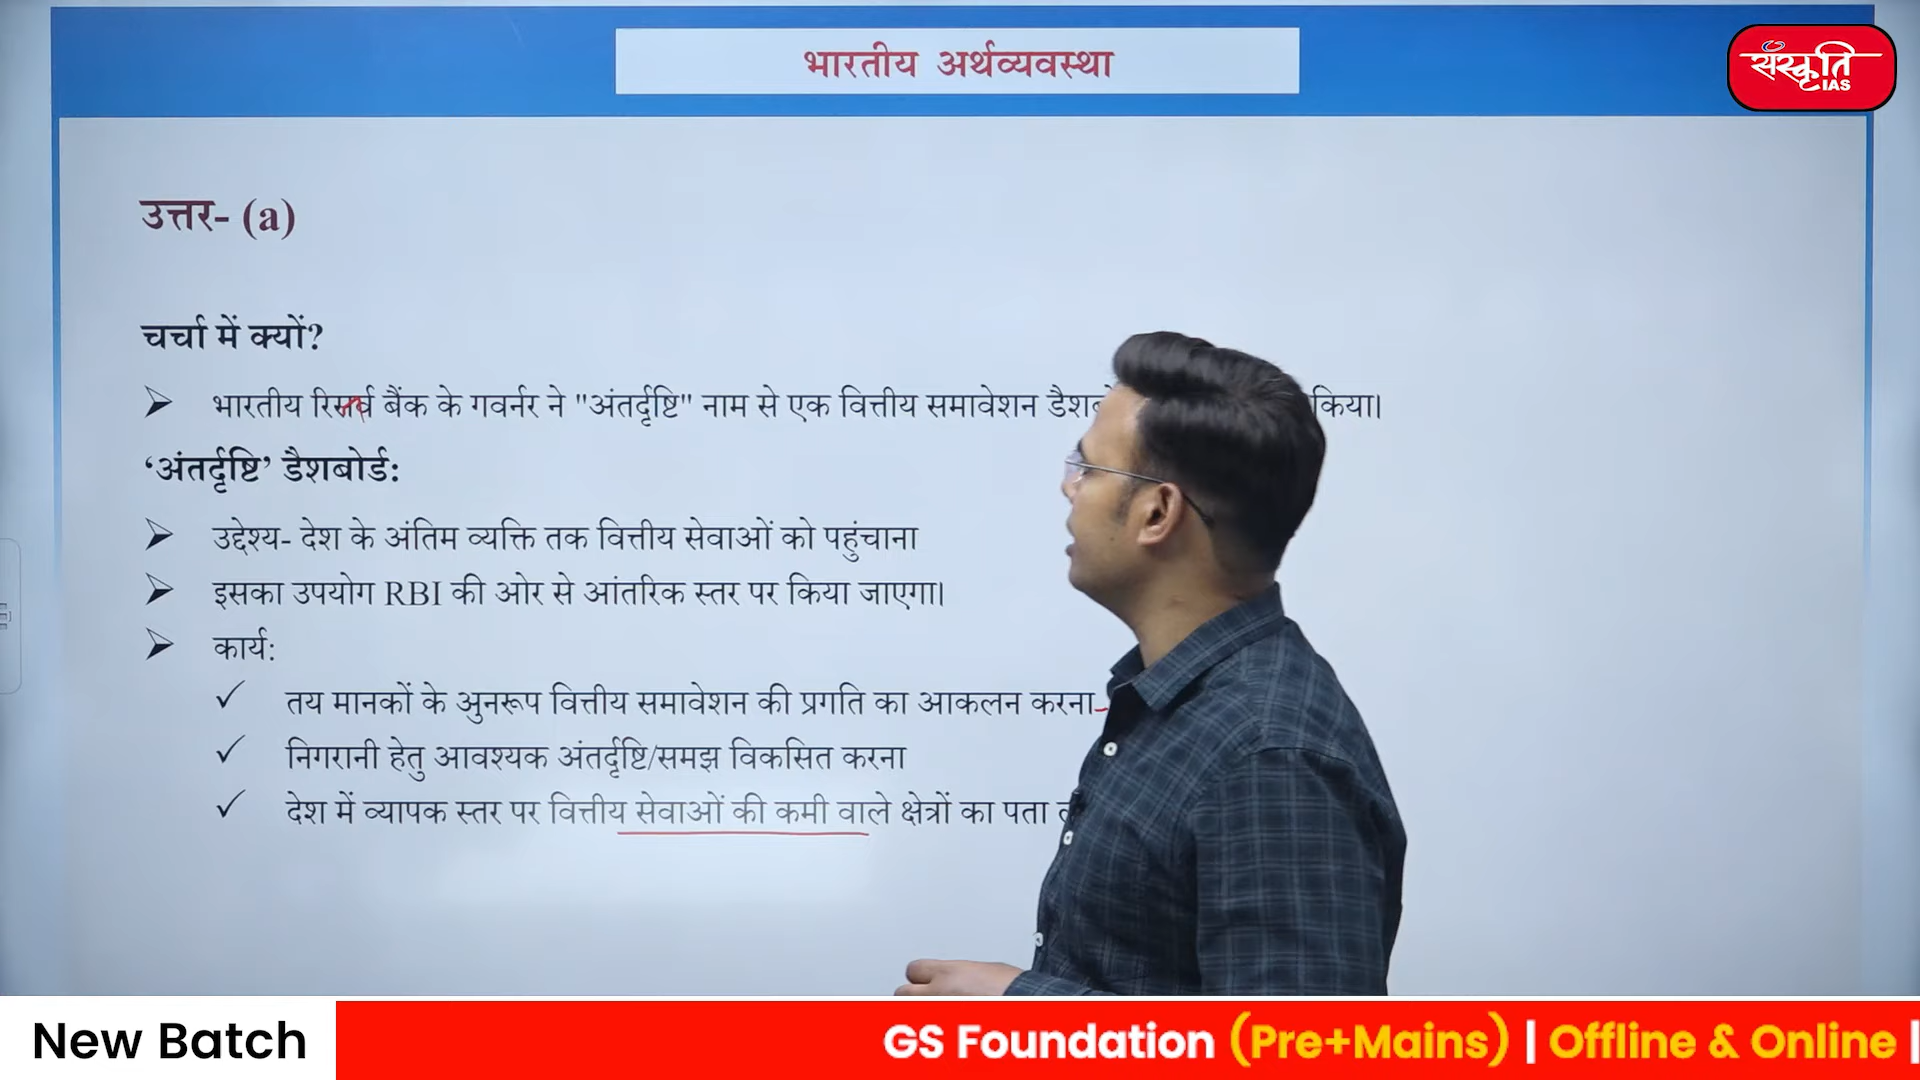 भारतीय अर्थव्यवस्था
संस्कृति
IAS
उत्तर- (a)
चर्चा में क्यों?
भारतीय रिजर्व बैंक के गवर्नर ने "अंतर्दृष्टि" नाम से एक वित्तीय समावेशन किया।
‘अंतर्दृष्टि’ डैशबोर्ड:
उद्देश्य- देश के अंतिम व्यक्ति तक वित्तीय सेवाओं को पहुंचाना
इसका उपयोग RBI की ओर से आंतरिक स्तर पर किया जाएगा।
कार्य:
तय मानकों के अुनरूप वित्तीय समावेशन की प्रगति का आकलन करना
निगरानी हेतु आवश्यक अंतर्दृष्टि/समझ विकसित करना
देश में व्यापक स्तर पर वित्तीय सेवाओं की कमी वाले क्षेत्रों का पता
New Batch
GS Foundation (Pre+Mains) | Offline & Online |